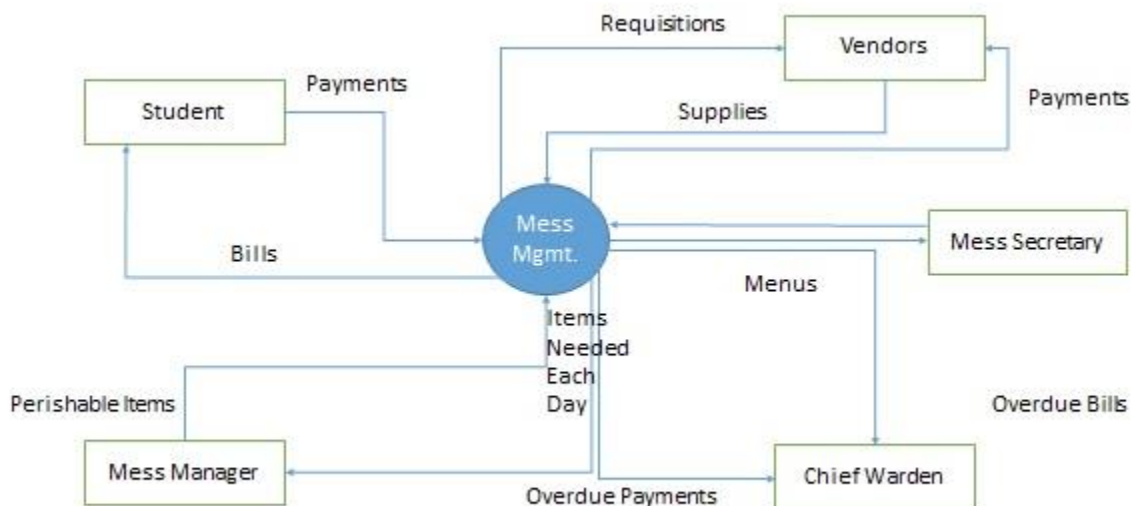 Requisitions
Vendors
Payments
Student
Supplies
Payments
Mess
Mgmt.
Mess Secretary
Bills
Menus
Items
Needed
Each
Day
Perishable Items
Overdue Bills
Mess Manager
Chief Warden
Overdue Payments